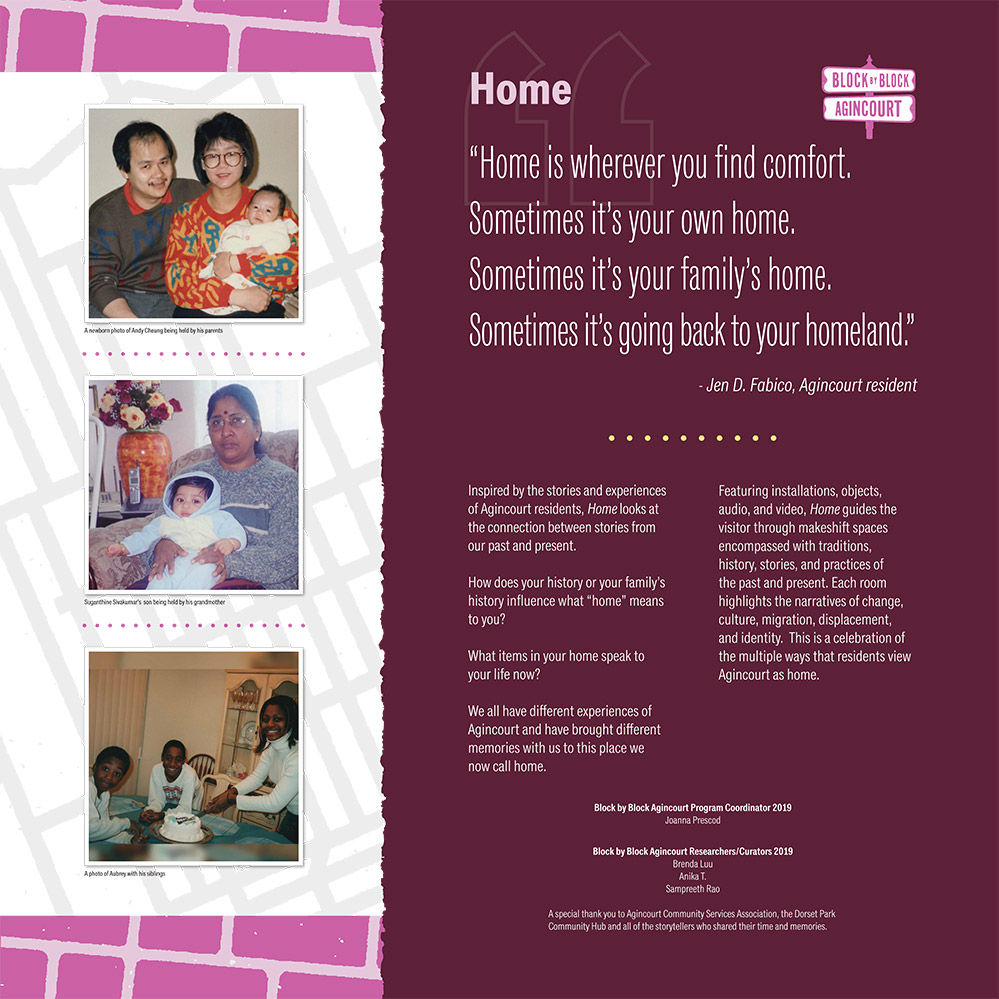 A newborn photo of Andy Cheung being held by his parents
Suganthine Sivakumar's son being held by his grandmother
A photo of Aubrey with his siblings
Home
BLOCK BY BLOCK
AGINCOURT
“Home is wherever you find comfort.
Sometimes it’s your own home.
Sometimes it’s your family’s home.
Sometimes it’s going back to your homeland.”
- Jen D. Fabico, Agincourt resident
Inspired by the stories and experiences
of Agincourt residents, Home looks at
the connection between stories from
our past and present.
How does your history or your family’s
history influence what “home” means
to you?
What items in your home speak to
your life now?
We all have different experiences of
Agincourt and have brought different
memories with us to this place we
now call home.
Featuring installations, objects,
audio, and video, Home guides the
visitor through makeshift spaces
encompassed with traditions,
history, stories, and practices of
the past and present. Each room
highlights the narratives of change,
culture, migration, displacement,
and identity. This is a celebration of
the multiple ways that residents view
Agincourt as home.
Block by Block Agincourt Program Coordinator 2019
Joanna Prescod
Block by Block Agincourt Researchers/Curators 2019
Brenda Luu
Anika T.
Sampreeth Rao
A special thank you to Agincourt Community Services Association, the Dorset Park
Community Hub and all of the storytellers who shared their time and memories.